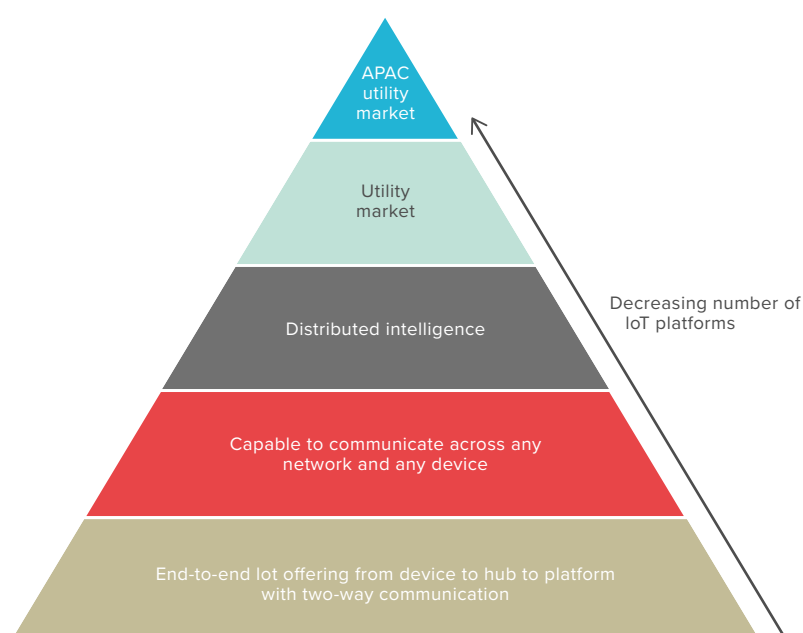 APAC
utility
market
Utility
market
Decreasing number of
IoT platforms
Distributed intelligence
Capable to communicate across any
network and any device
End-to-end lot offering from device to hub to platform
with two-way communication